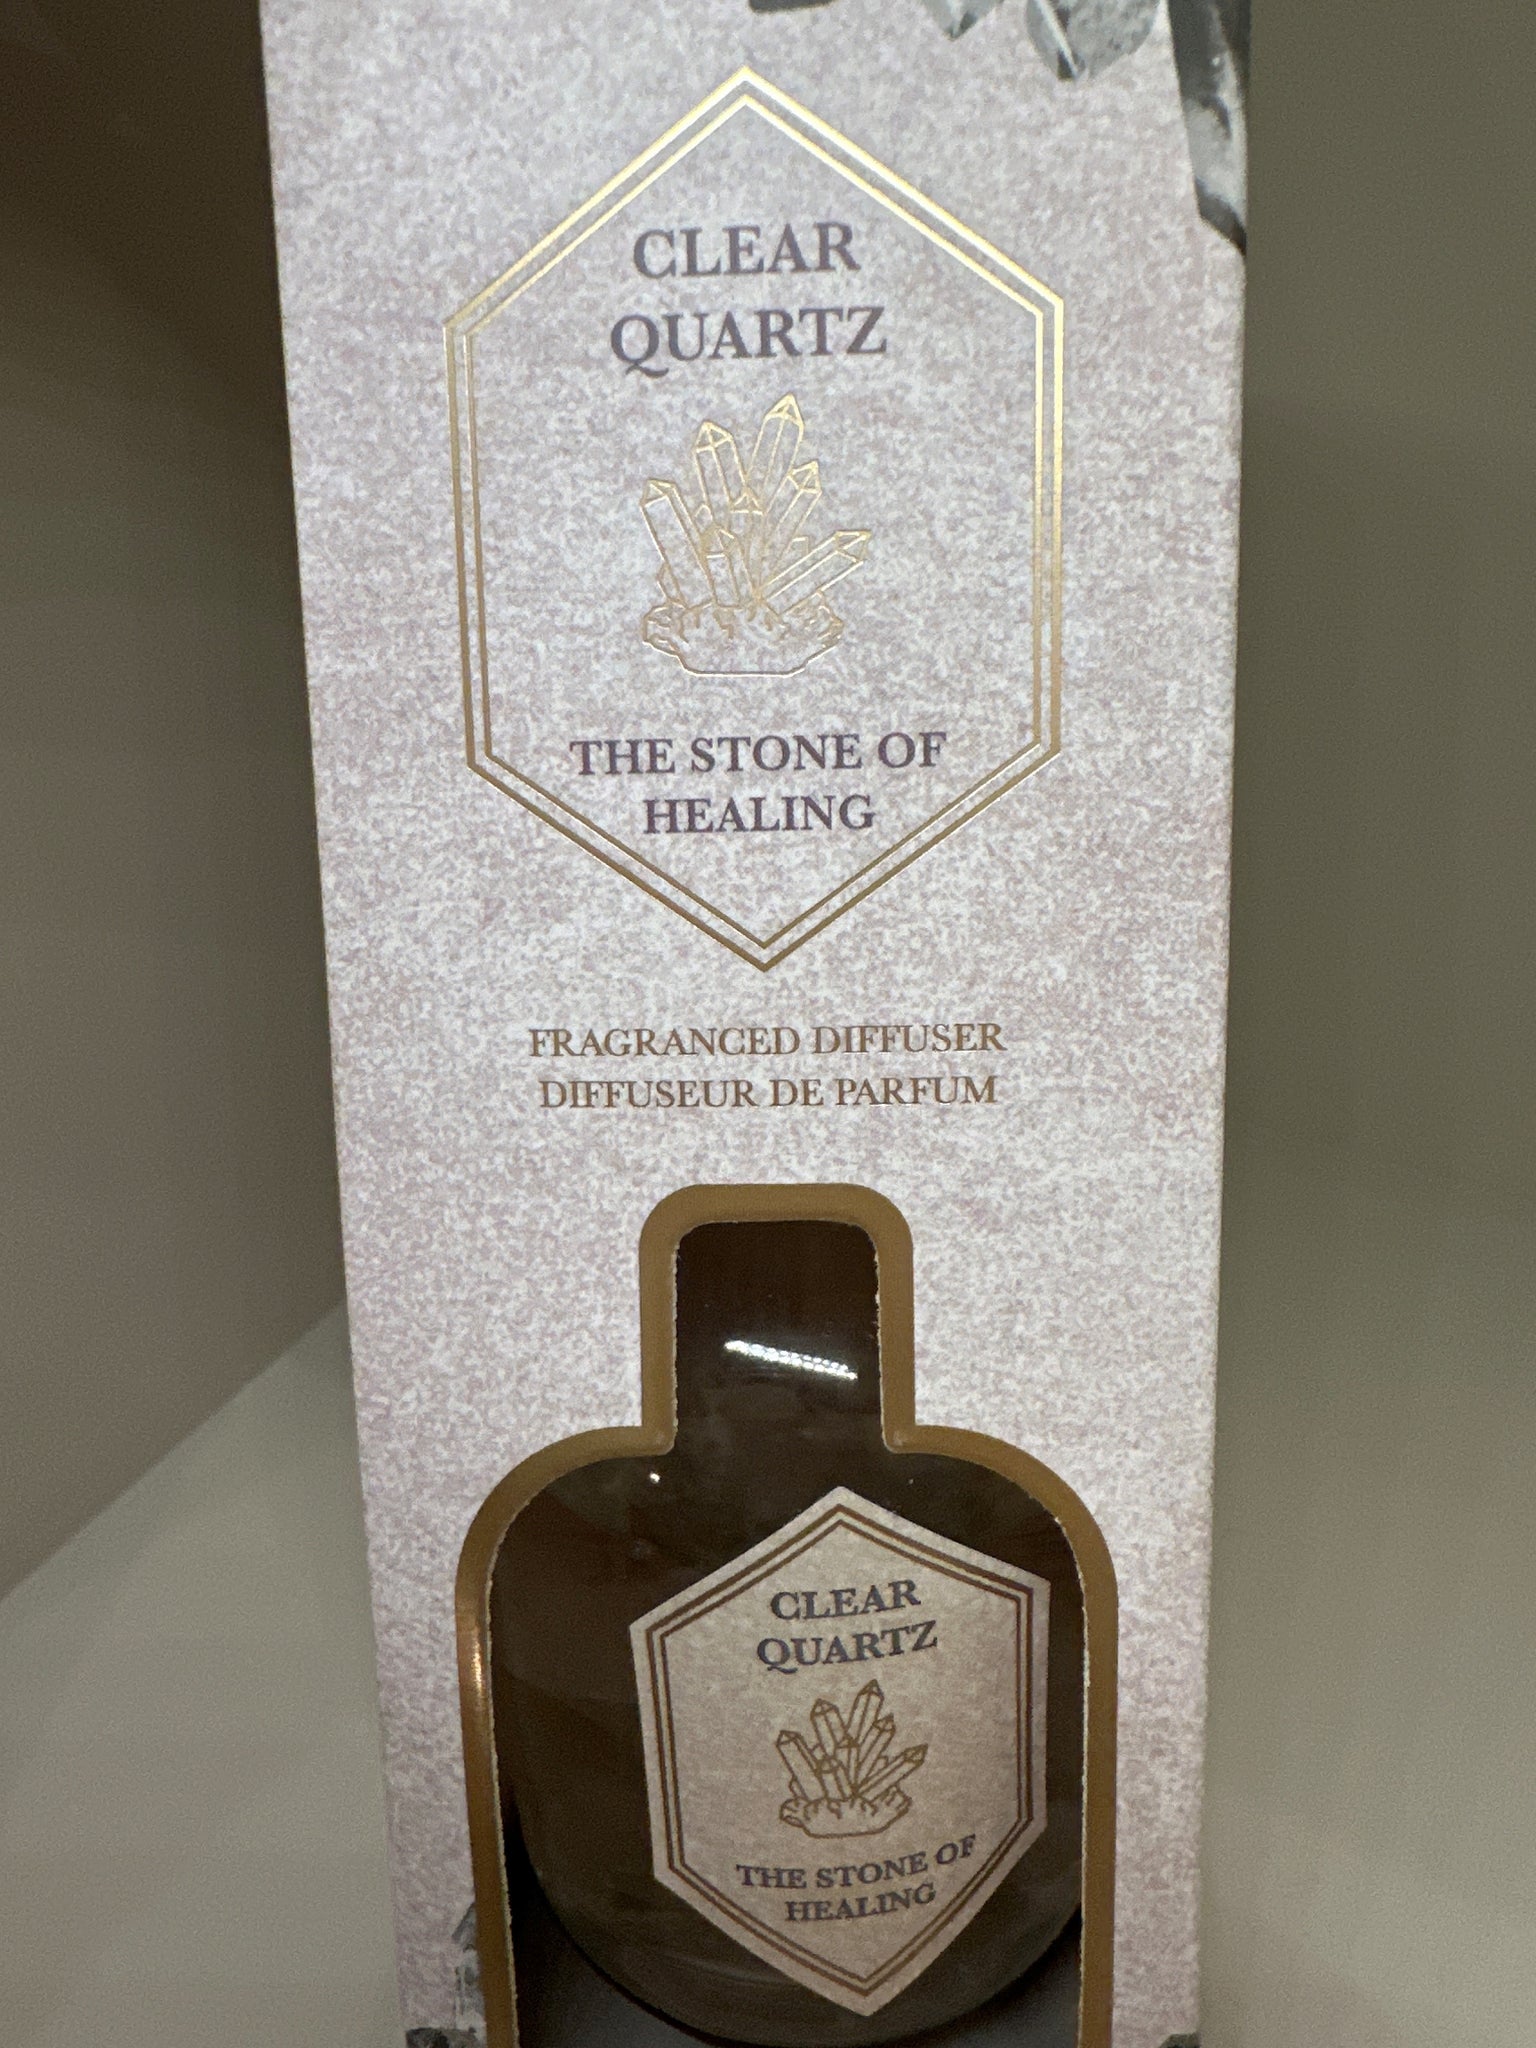 CLEAR
QUARTZ
THE STONE OF
HEALING
FRAGRANCED DIFFUSER
DIFFUSEUR DE PARFUM
CLEAR
QUARTZ
THE STONE OF
HEALING